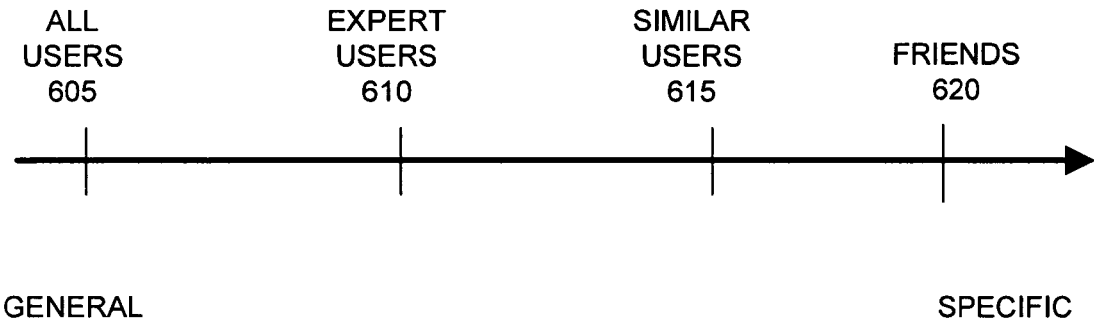 ALL
USERS
605
EXPERT
USERS
610
SIMILAR
USERS
615
FRIENDS
620
GENERAL
SPECIFIC